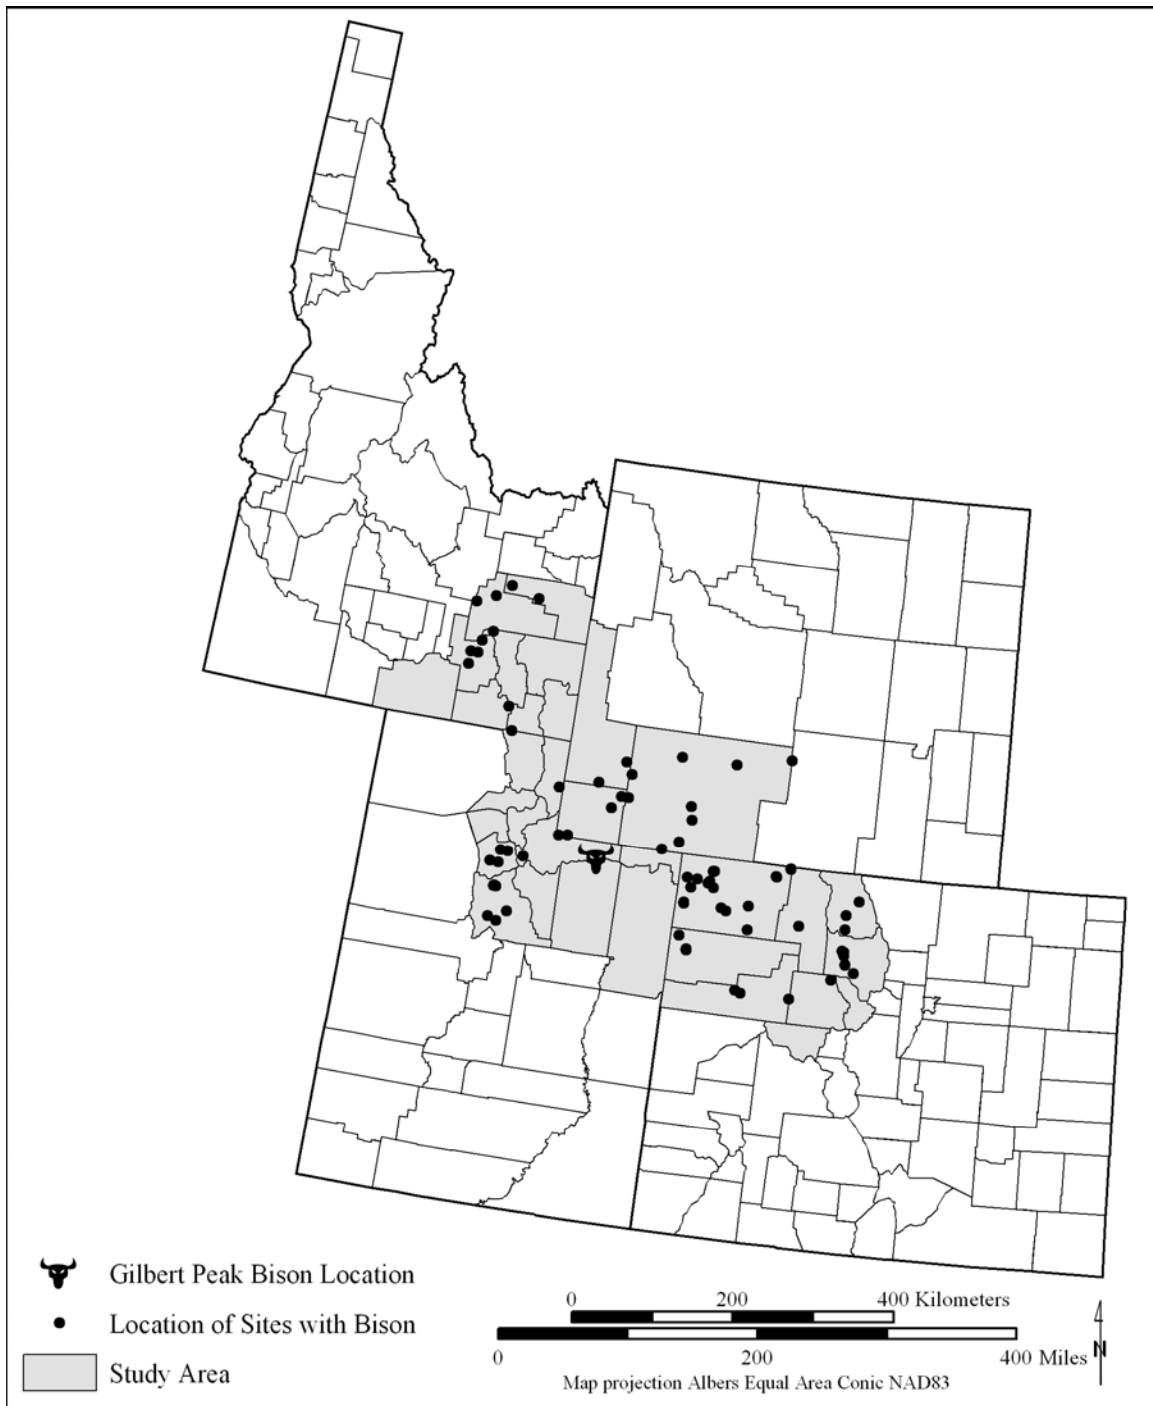 Gilbert Peak Bison Location
Location of Sites with Bison
Study Area
0 200 400 Kilometers
0 200 400 Miles
Map projection Albers Equal Area Conic NAD83
4
N